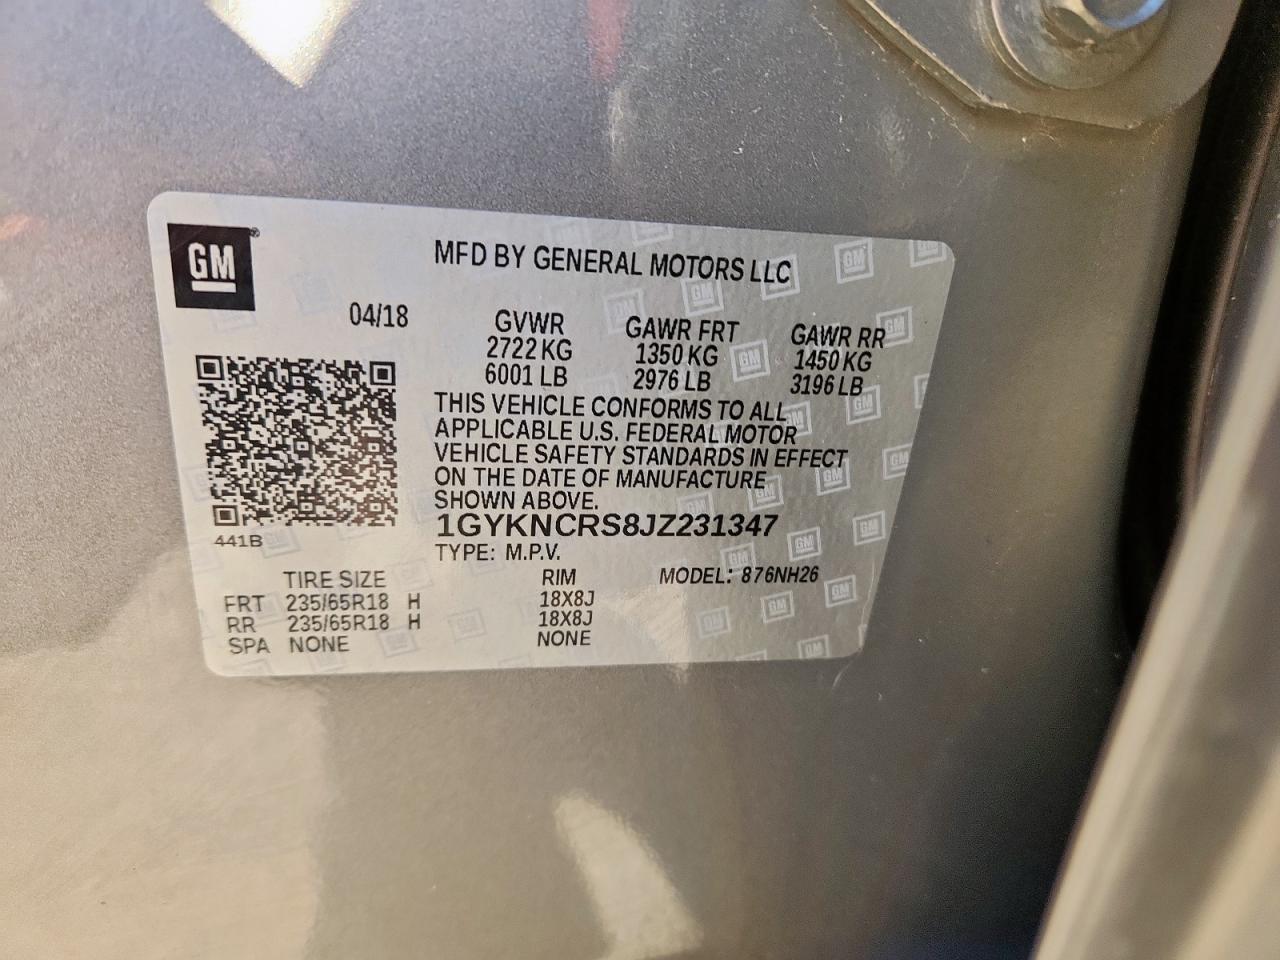 GM
MFD BY GENERAL MOTORS LLC
04/18 GVWR GAWR FRT GAWR RR
2722 KG 1350 KG 1450 KG
6001 LB 2976 LB 3196 LB
THIS VEHICLE CONFORMS TO ALL
APPLICABLE U.S. FEDERAL MOTOR
VEHICLE SAFETY STANDARDS IN EFFECT
ON THE DATE OF MANUFACTURE
SHOWN ABOVE.
1GYKNCRS8JZ231347
441B
TYPE: M.P.V.
TIRE SIZE RIM MODEL: 876NH26
FRT 235/65R18 H 18X8J
RR 235/65R18 H 18X8J
SPA NONE NONE